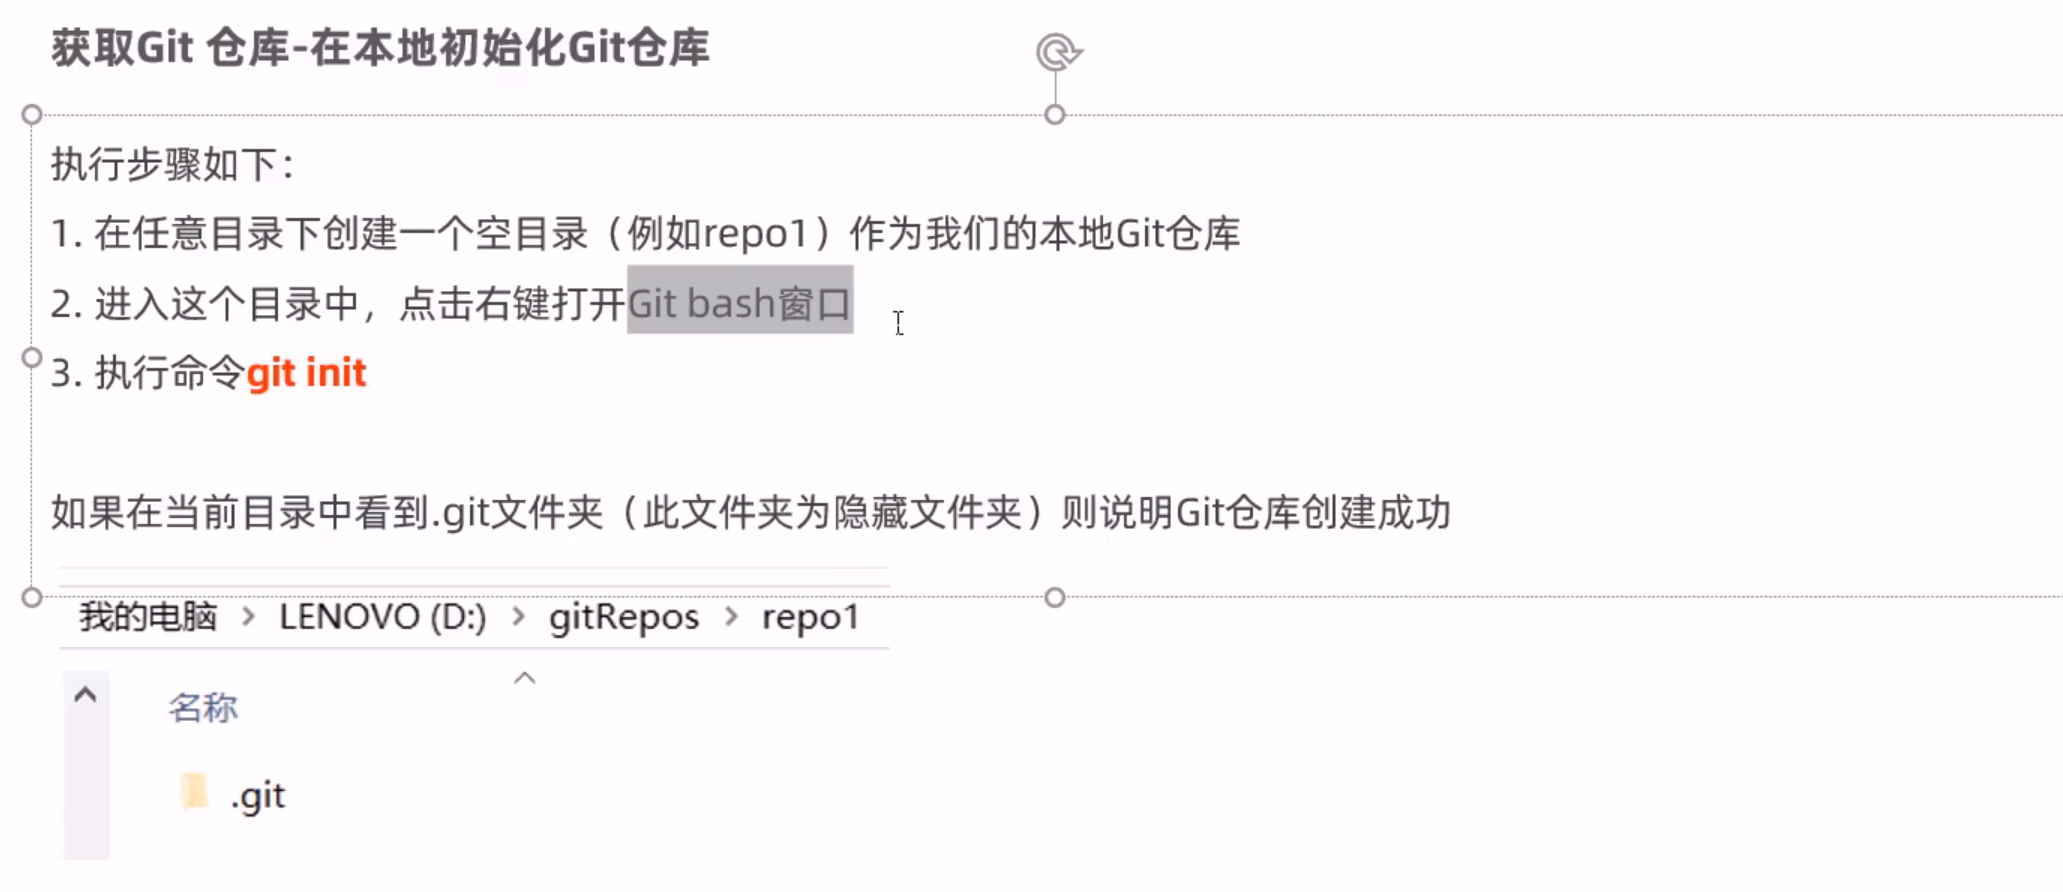 获取Git 仓库-在本地初始化Git仓库
执行步骤如下：
1. 在任意目录下创建一个空目录（例如repo1）作为我们的本地Git仓库
2. 进入这个目录中，点击右键打开Git bash窗口
3. 执行命令git init
如果在当前目录中看到.git文件夹（此文件夹为隐藏文件夹）则说明Git仓库创建成功
我的电脑 > LENOVO (D:) > gitRepos > repo1
名称
.git